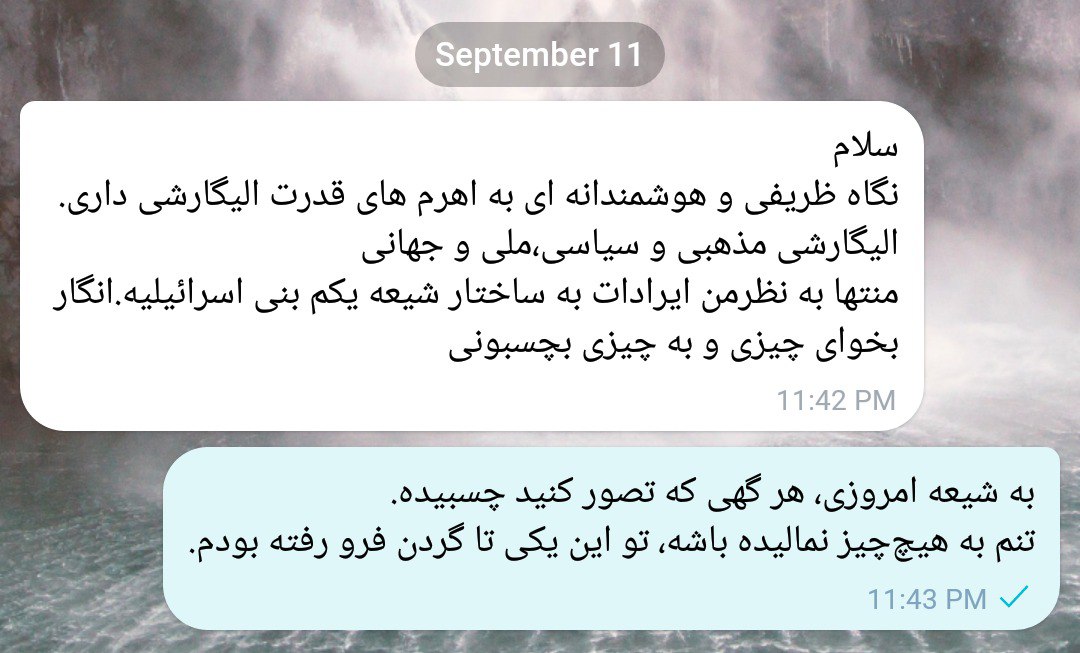 September 11
سلام
نگاه ظریفی و هوشمندانه ای به اهرم های قدرت الیگارشی داری.
الیگارشی مذهبی و سیاسی،ملی و جهانی
منتها به نظرمن ایرادات به ساختار شیعه یکم بنی اسرائیلیه.انگار
بخوای چیزی و به چیزی بچسبونی
11:42 PM
به شیعه امروزی، هر گهی که تصور کنید چسبیده.
تنم به هیچ‌چیز نمالیده باشه، تو این یکی تا گردن فرو رفته بودم.
11:43 PM